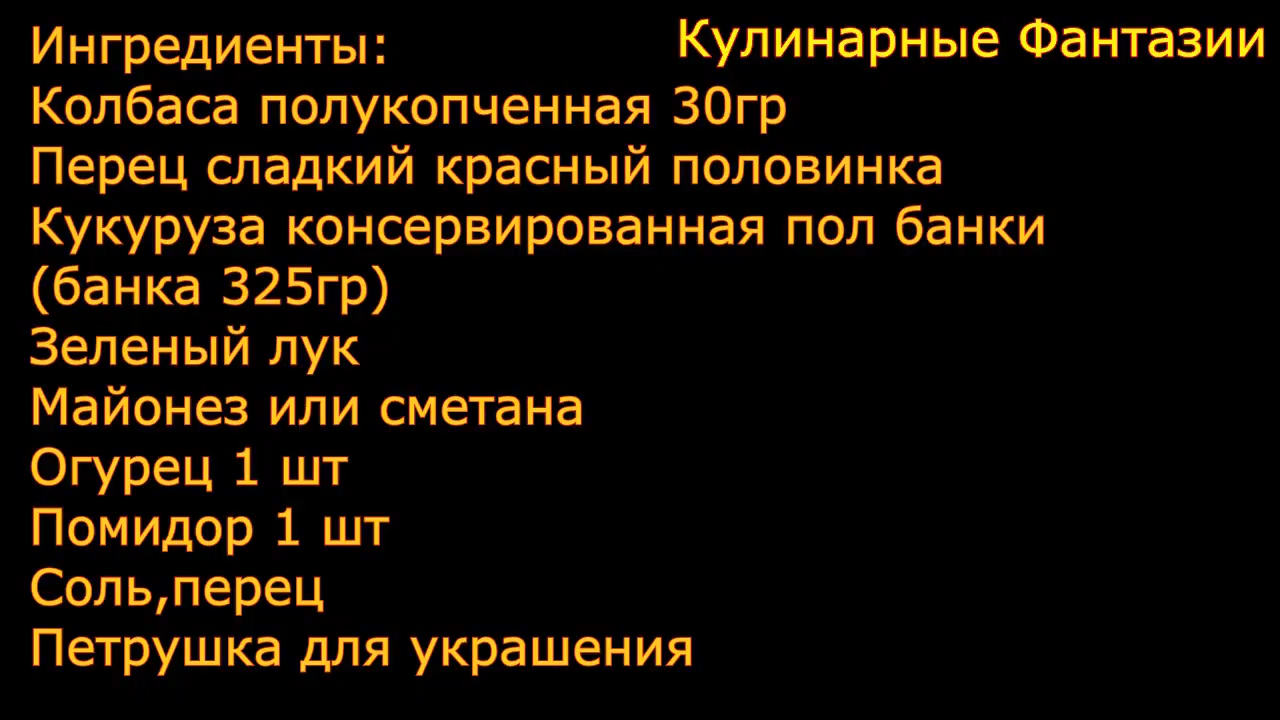 Кулинарные Фантазии
Ингредиенты:
Колбаса полукопченная 30гр
Перец сладкий красный половинка
Кукуруза консервированная пол банки
(банка 325гр)
Зеленый лук
Майонез или сметана
Огурец 1 шт
Помидор 1 шт
Соль,перец
Петрушка для украшения